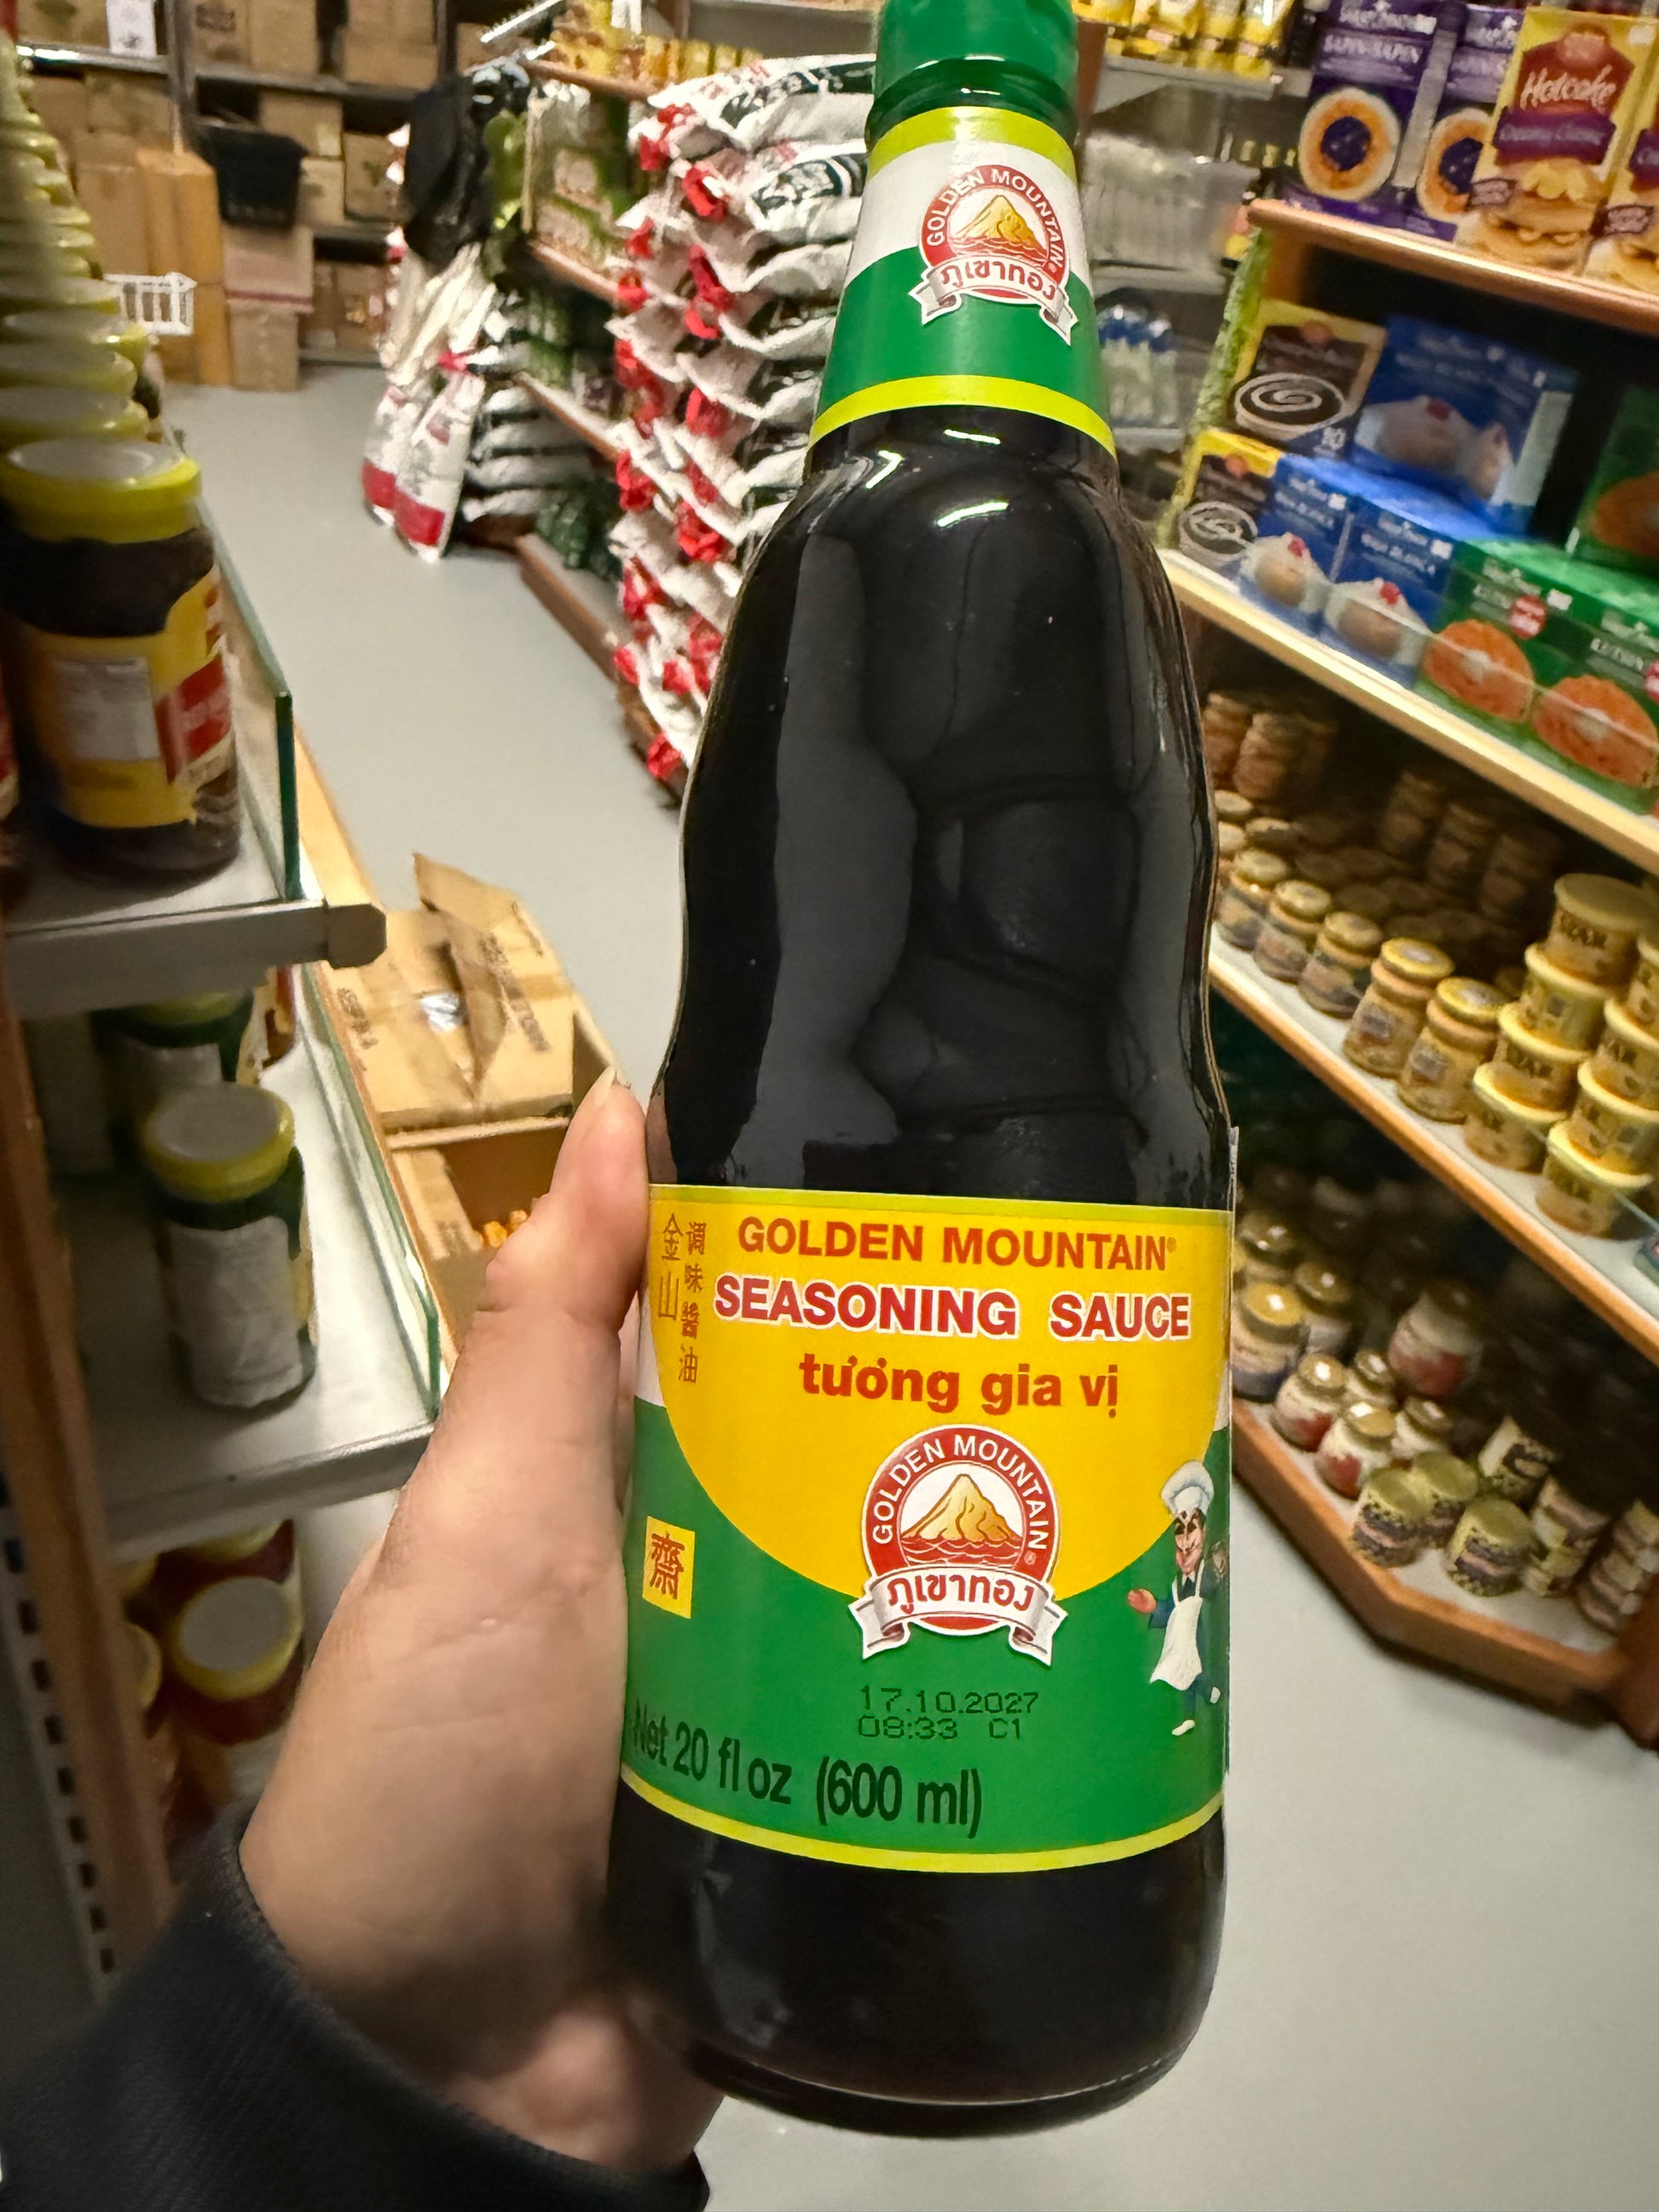 GOLDEN MOUNTAIN
ภูเขาทอง
Hotcake
GOLDEN MOUNTAIN®
SEASONING SAUCE
tương gia vị
金山
调味醬油
GOLDEN MOUNTAIN
ภูเขาทอง
齋
17.10.2027
08:33 C1
Net 20 fl oz (600 ml)